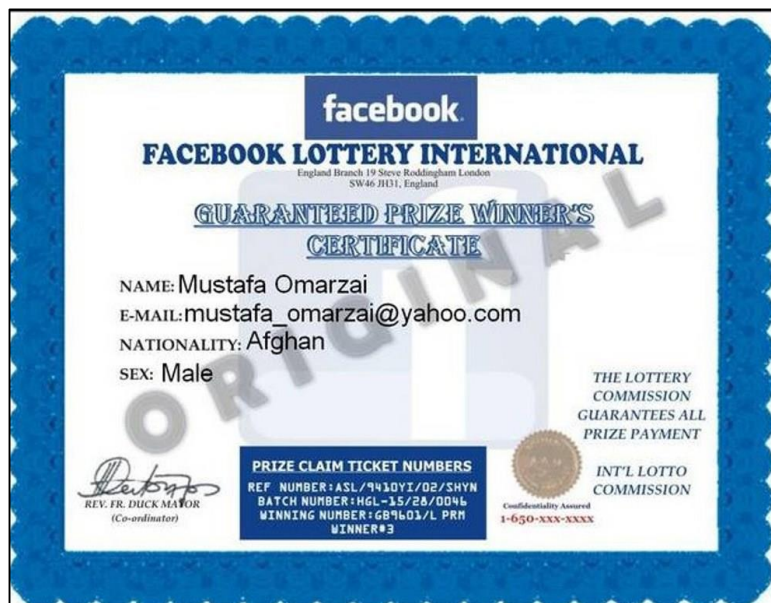 facebook.
FACEBOOK LOTTERY INTERNATIONAL
England Branch 19 Steve Roddingham London
SW46 JH31, England
GUARANTEED PRIZE WINNER'S
CERTIFICATE
ORIGINAL
NAME: Mustafa Omarzai
E-MAIL: mustafa_omarzai@yahoo.com
NATIONALITY: Afghan
SEX: Male
THE LOTTERY
COMMISSION
GUARANTEES ALL
PRIZE PAYMENT
INT'L LOTTO
COMMISSION
PRIZE CLAIM TICKET NUMBERS
REF NUMBER:ASL/9410YI/02/SHYN
BATCH NUMBER:HGL-15/28/0046
WINNING NUMBER:GB9601/L PRM
WINNER#3
REV. FR. DUCK MAYOR
(Co-ordinator)
Confidentiality Assured
1-650-xxx-xxxx